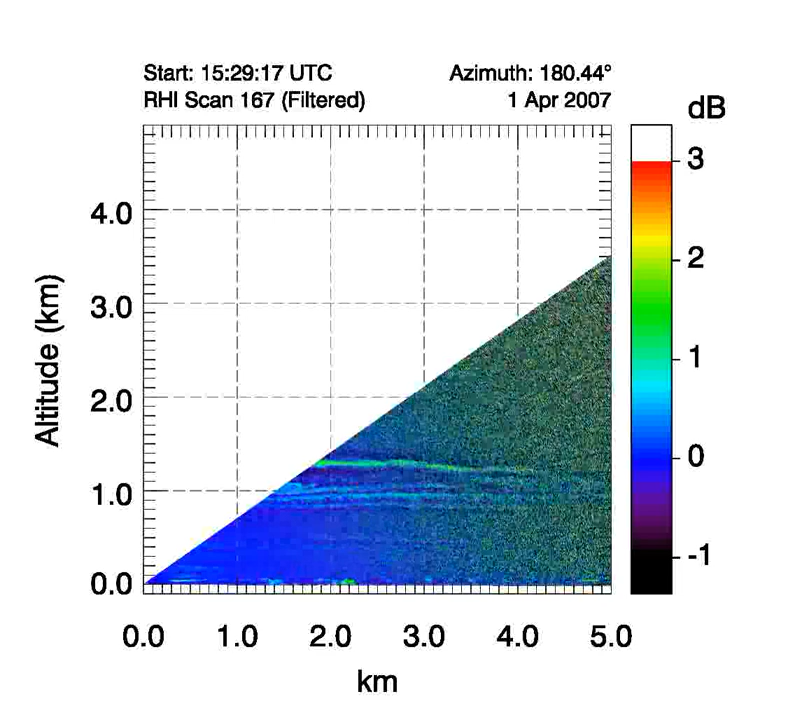 Start: 15:29:17 UTC
Azimuth: 180.44°
RHI Scan 167 (Filtered)
1 Apr 2007
dB
3
2
1
0
-1
Altitude (km)
4.0
3.0
2.0
1.0
0.0
0.0 1.0 2.0 3.0 4.0 5.0
km